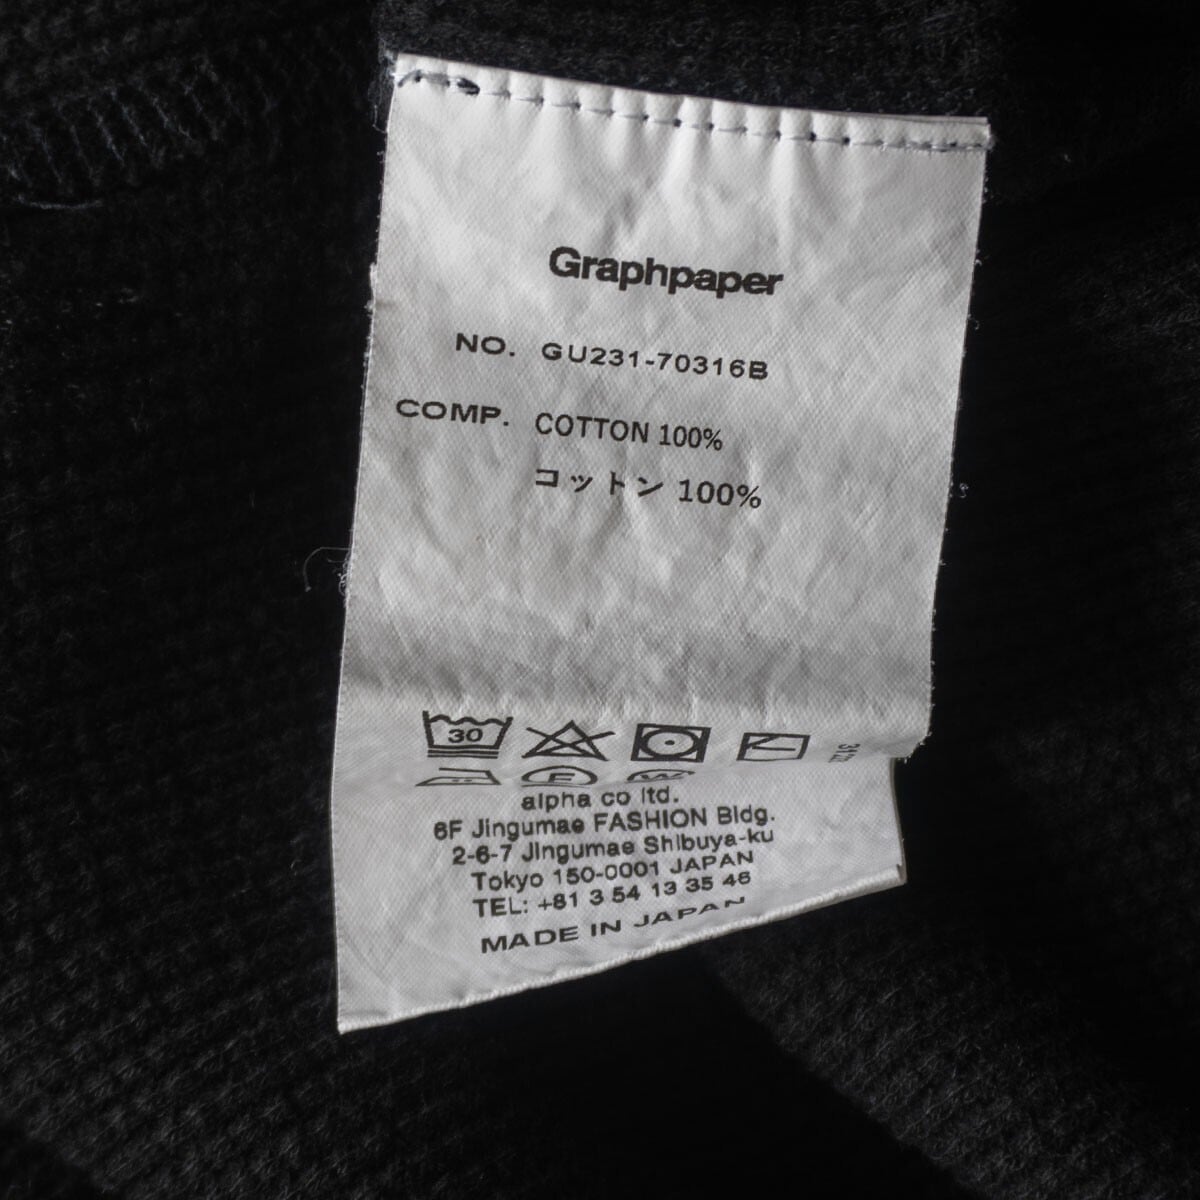 Graphpaper
NO. GU231-70316B
COMP. COTTON 100%
コットン 100%
30
F
W
alpha co ltd.
6F Jingumae FASHION Bldg.
2-6-7 Jingumae Shibuya-ku
Tokyo 150-0001 JAPAN
TEL: +81 3 54 13 35 46
MADE IN JAPAN